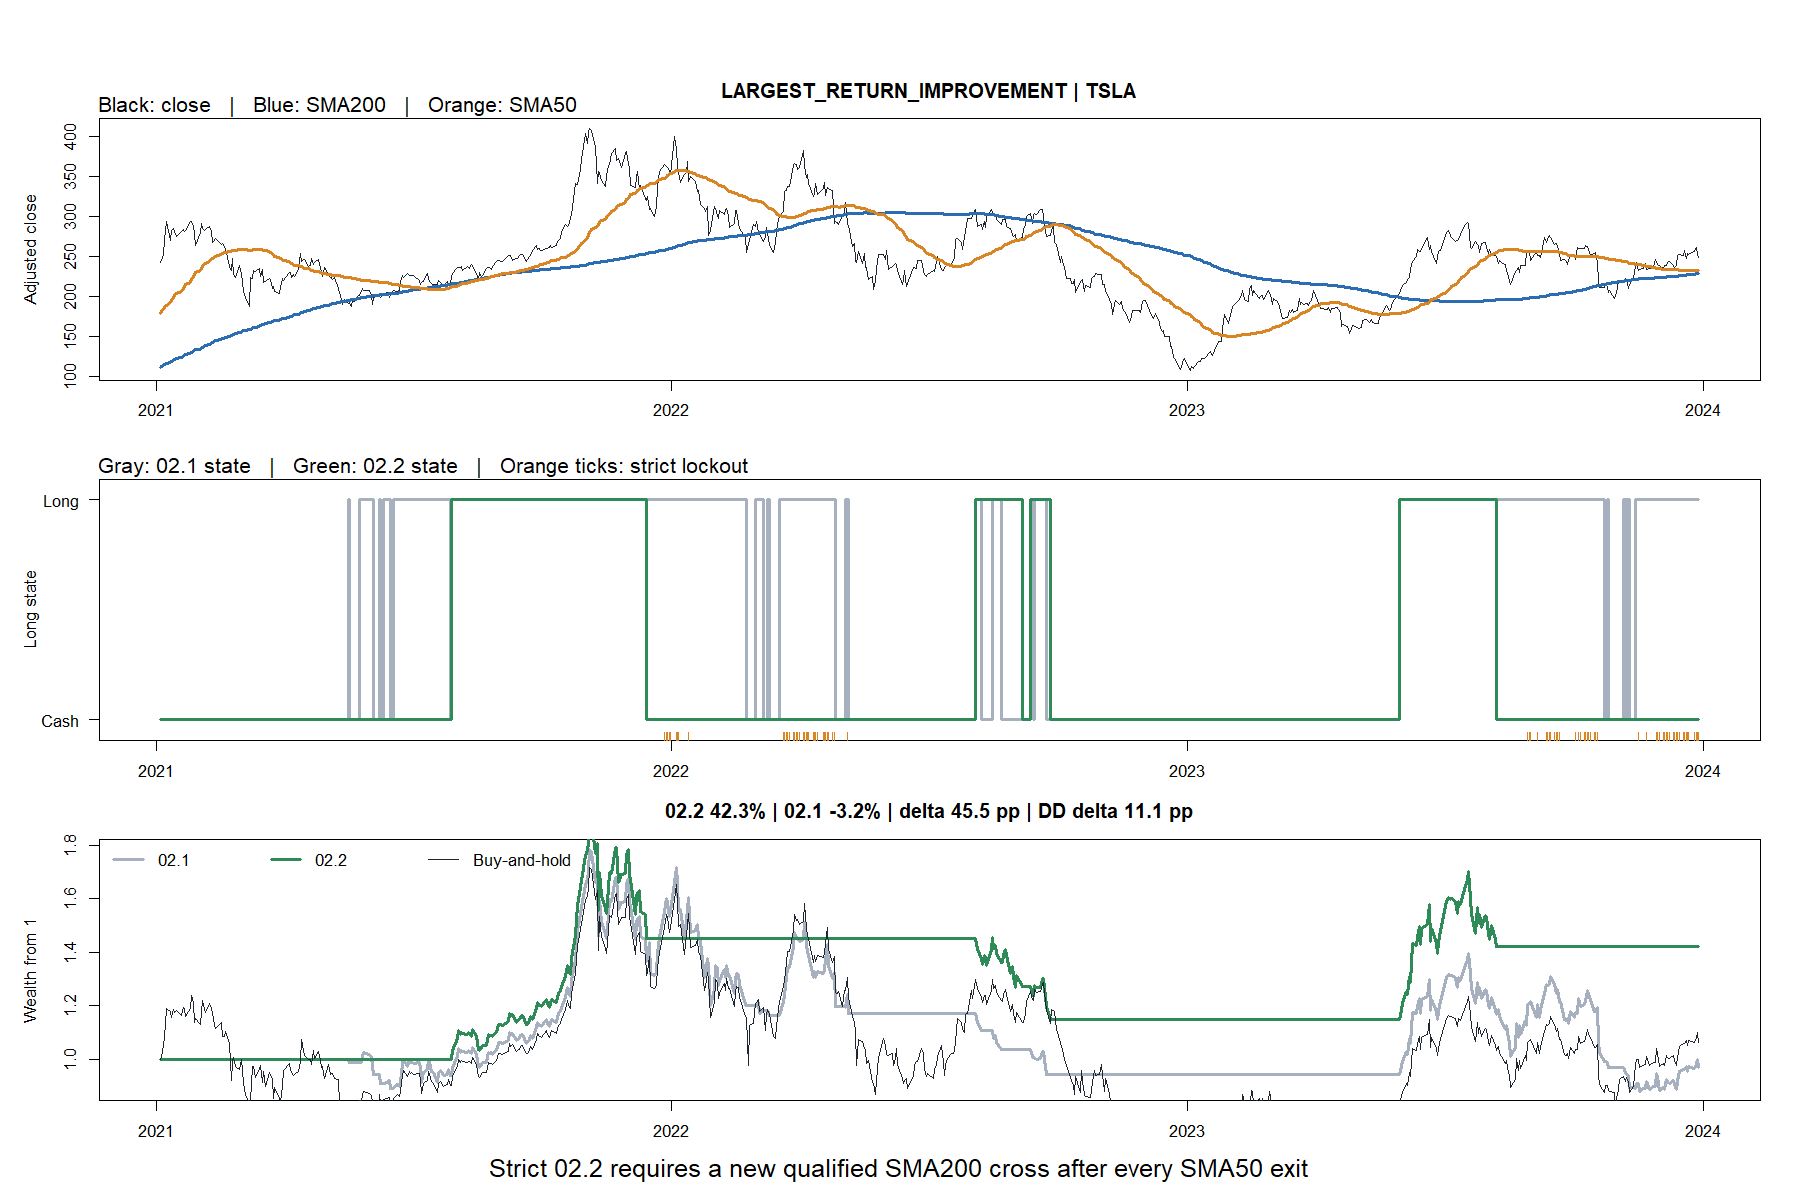 LARGEST_RETURN_IMPROVEMENT | TSLA
Black: close | Blue: SMA200 | Orange: SMA50
Adjusted close
400
350
300
250
200
150
100
2021 2022 2023 2024
Gray: 02.1 state | Green: 02.2 state | Orange ticks: strict lockout
Long state
Long
Cash
2021 2022 2023 2024
02.2 42.3% | 02.1 -3.2% | delta 45.5 pp | DD delta 11.1 pp
02.1 02.2 Buy-and-hold
Wealth from 1
1.8
1.6
1.4
1.2
1.0
2021 2022 2023 2024
Strict 02.2 requires a new qualified SMA200 cross after every SMA50 exit